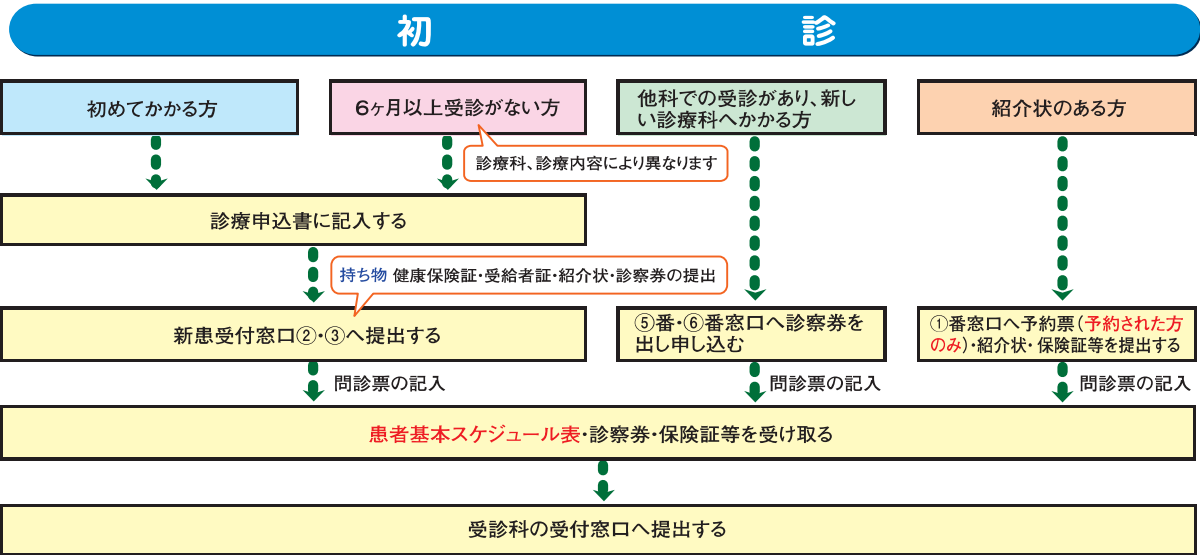 初診
初めてかかる方
6ヶ月以上受診がない方
他科での受診があり、新し
い診療科へかかる方
紹介状のある方
診療科、診療内容により異なります
診療申込書に記入する
持ち物 健康保険証・受給者証・紹介状・診察券の提出
新患受付窓口②・③へ提出する
⑤番・⑥番窓口へ診察券を
出し申し込む
①番窓口へ予約票(予約された方
のみ)・紹介状・保険証等を提出する
問診票の記入
問診票の記入
問診票の記入
患者基本スケジュール表・診察券・保険証等を受け取る
受診科の受付窓口へ提出する